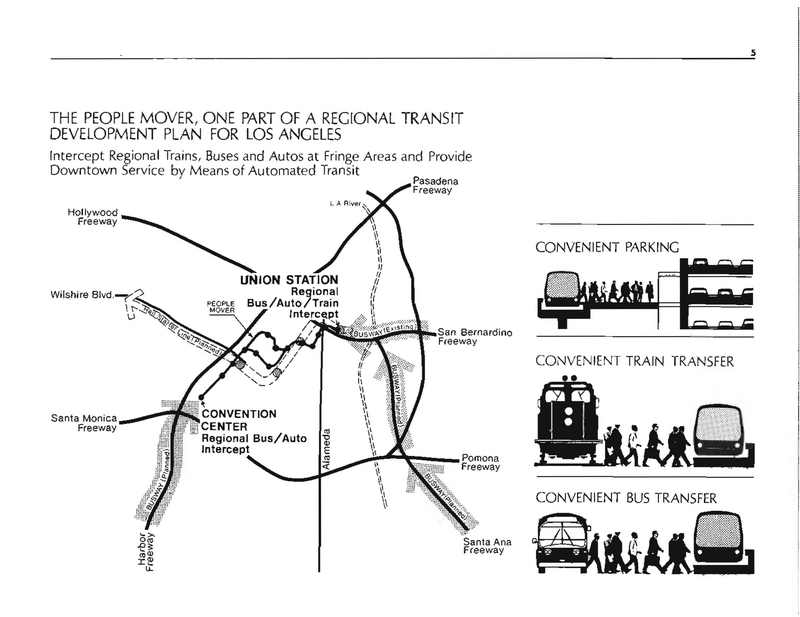 5
THE PEOPLE MOVER, ONE PART OF A REGIONAL TRANSIT
DEVELOPMENT PLAN FOR LOS ANGELES
Intercept Regional Trains, Buses and Autos at Fringe Areas and Provide
Downtown Service by Means of Automated Transit
Pasadena
Freeway
L A River
Hollywood
Freeway
UNION STATION
Regional
Bus/Auto/Train
Intercept
Wilshire Blvd.
PEOPLE
MOVER
Rail Starter Line (Planned)
BUSWAY (Existing)
San Bernardino
Freeway
BUSWAY (Planned)
Santa Monica
Freeway
CONVENTION
CENTER
Regional Bus/Auto
Intercept
Alameda
Pomona
Freeway
BUSWAY (Planned)
BUSWAY (Planned)
Harbor
Freeway
Santa Ana
Freeway
CONVENIENT PARKING
CONVENIENT TRAIN TRANSFER
CONVENIENT BUS TRANSFER